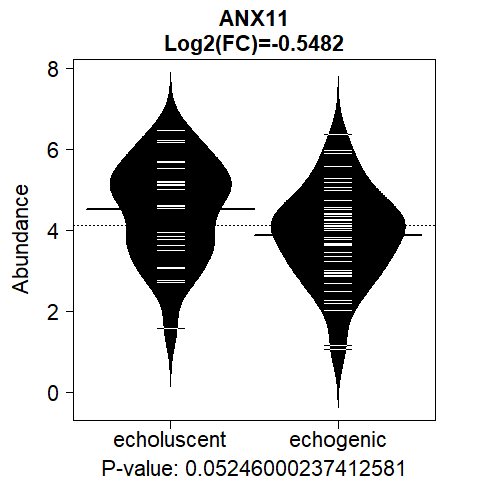 ANX11
Log2(FC)=-0.5482
8
6
4
2
0
Abundance
echoluscent echogenic
P-value: 0.05246000237412581